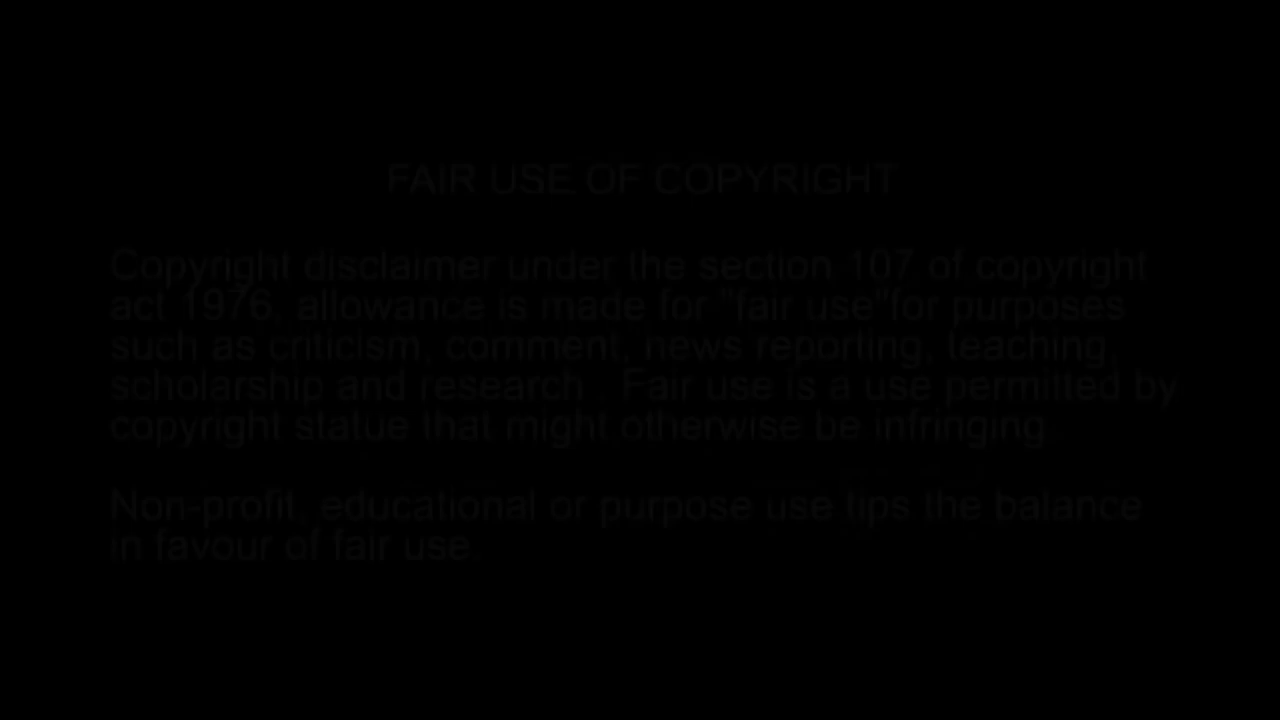 FAIR USE OF COPYRIGHT
Copyright disclaimer under the section 107 of copyright
act 1976, allowance is made for "fair use"for purposes
such as criticism, comment, news reporting, teaching,
scholarship and research . Fair use is a use permitted by
copyright statue that might otherwise be infringing.
Non-profit, educational or purpose use tips the balance
in favour of fair use.